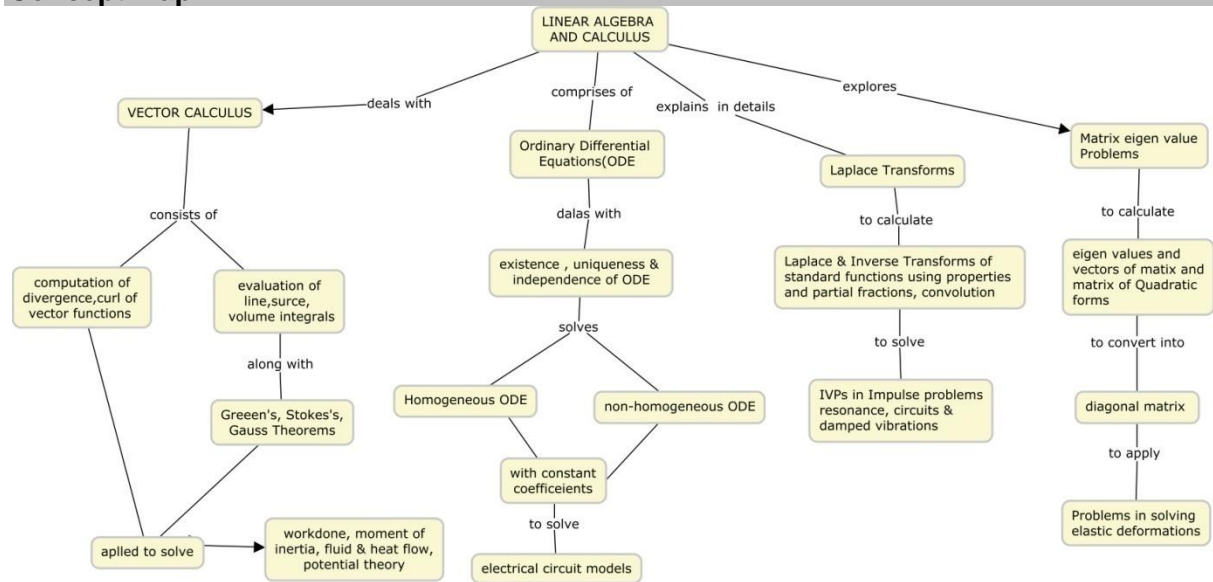 LINEAR ALGEBRA
AND CALCULUS
deals with
comprises of
explains in details
explores
VECTOR CALCULUS
Ordinary Differential
Equations(ODE
Laplace Transforms
Matrix eigen value
Problems
consists of
dalas with
to calculate
to calculate
computation of
divergence,curl of
vector functions
evaluation of
line,surce,
volume integrals
existence , uniqueness &
independence of ODE
Laplace & Inverse Transforms of
standard functions using properties
and partial fractions, convolution
eigen values and
vectors of matix and
matrix of Quadratic
forms
along with
solves
to solve
to convert into
Greeen's, Stokes's,
Gauss Theorems
Homogeneous ODE
non-homogeneous ODE
IVPs in Impulse problems
resonance, circuits &
damped vibrations
diagonal matrix
with constant
coefficeients
to apply
to solve
aplled to solve
workdone, moment of
inertia, fluid & heat flow,
potential theory
electrical circuit models
Problems in solving
elastic deformations